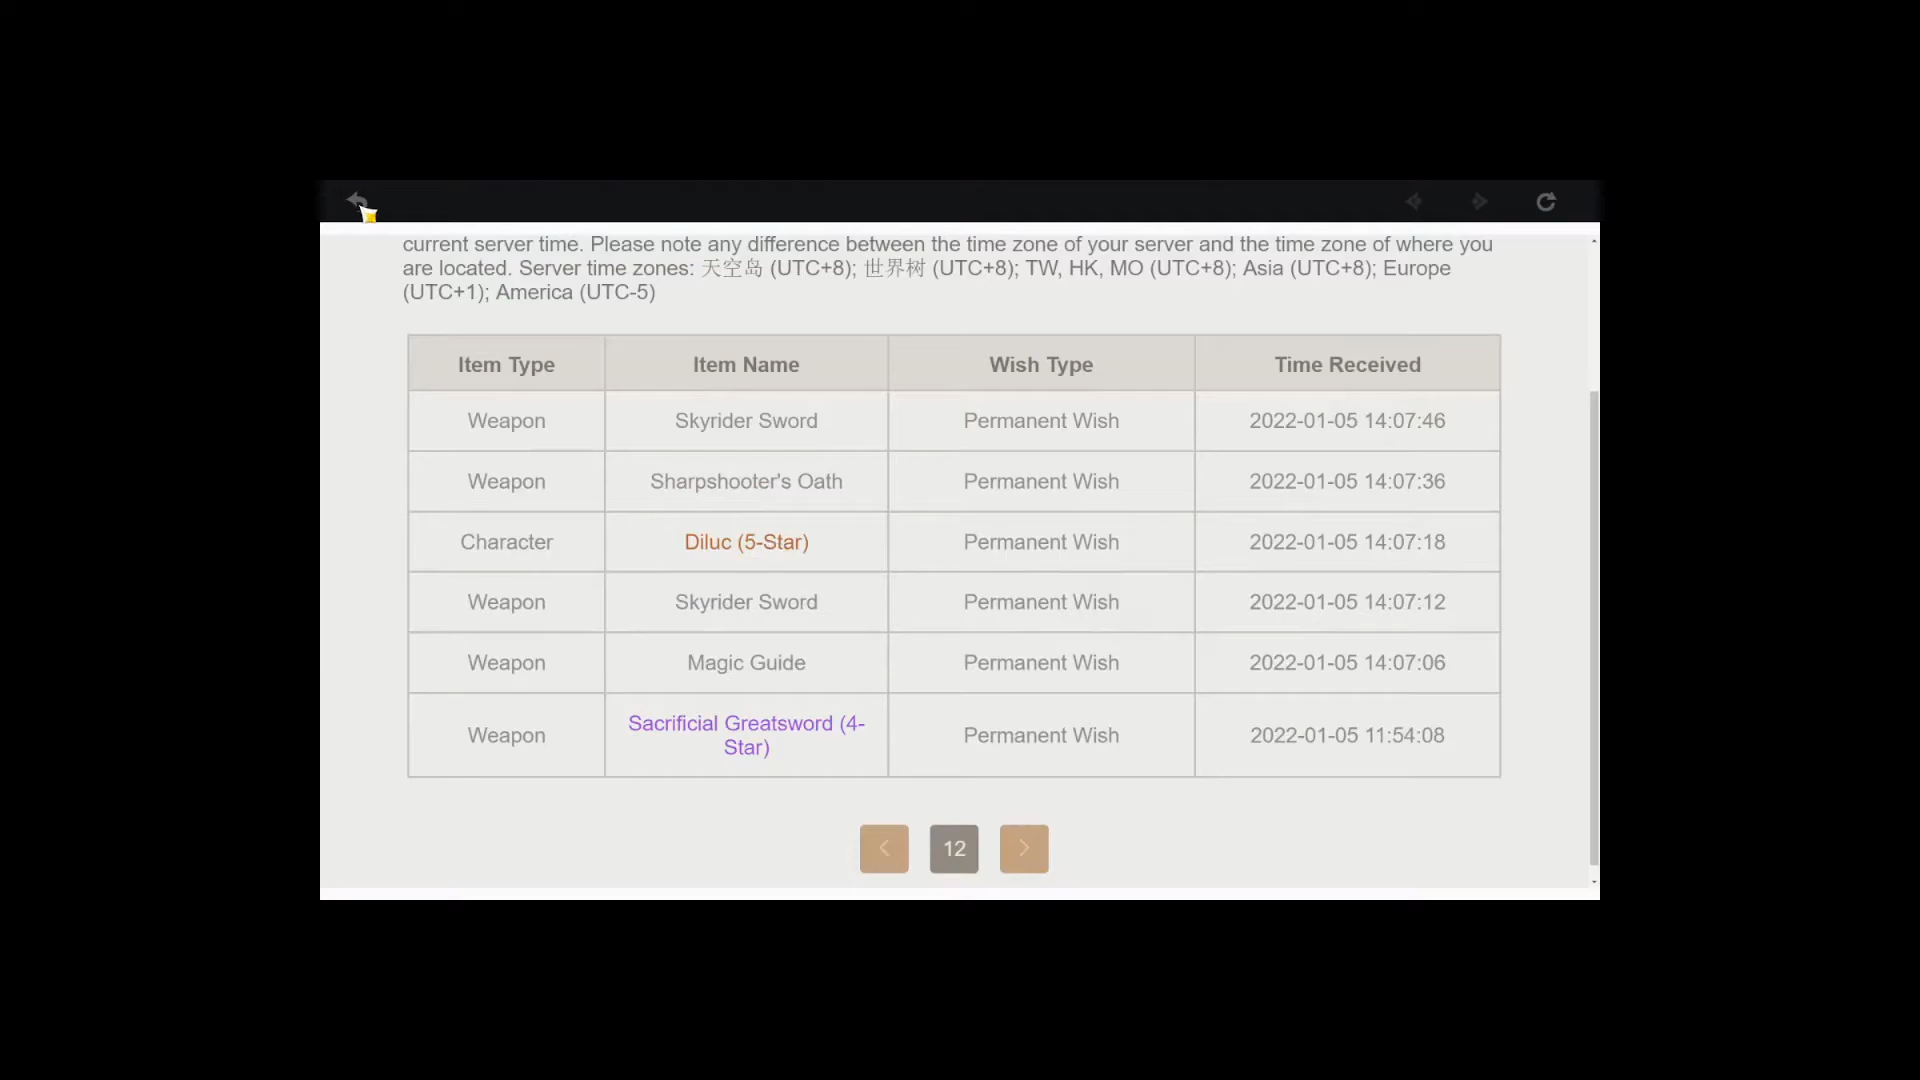 current server time. Please note any difference between the time zone of your server and the time zone of where you
are located. Server time zones: 天空岛 (UTC+8); 世界树 (UTC+8); TW, HK, MO (UTC+8); Asia (UTC+8); Europe
(UTC+1); America (UTC-5)
Item Type Item Name Wish Type Time Received
Weapon Skyrider Sword Permanent Wish 2022-01-05 14:07:46
Weapon Sharpshooter's Oath Permanent Wish 2022-01-05 14:07:36
Character Diluc (5-Star) Permanent Wish 2022-01-05 14:07:18
Weapon Skyrider Sword Permanent Wish 2022-01-05 14:07:12
Weapon Magic Guide Permanent Wish 2022-01-05 14:07:06
Weapon Sacrificial Greatsword (4-
Star) Permanent Wish 2022-01-05 11:54:08
12